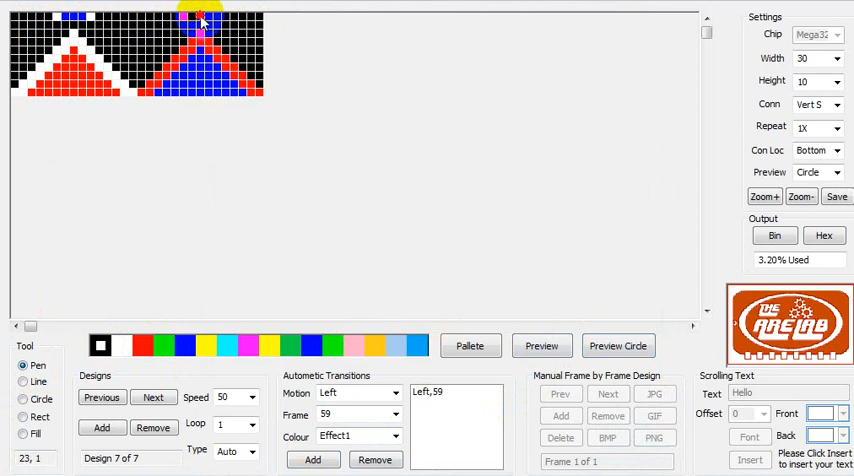 Settings
Chip Mega32
Width 30
Height 10
Conn Vert S
Repeat 1X
Con Loc Bottom
Preview Circle
Zoom+ Zoom- Save
Output
Bin Hex
3.20% Used
THE
ARE LAB
Tool
Pen
Line
Circle
Rect
Fill
23, 1
Pallete Preview Preview Circle
Designs
Previous Next Speed 50
Loop 1
Add Remove
Type Auto
Design 7 of 7
Automatic Transitions
Motion Left
Frame 59
Colour Effect1
Add Remove
Left,59
Manual Frame by Frame Design
Prev Next JPG
Add Remove GIF
Delete BMP PNG
Frame 1 of 1
Scrolling Text
Text Hello
Offset 0 Front
Font Back
Insert
Please Click Insert
to insert your text